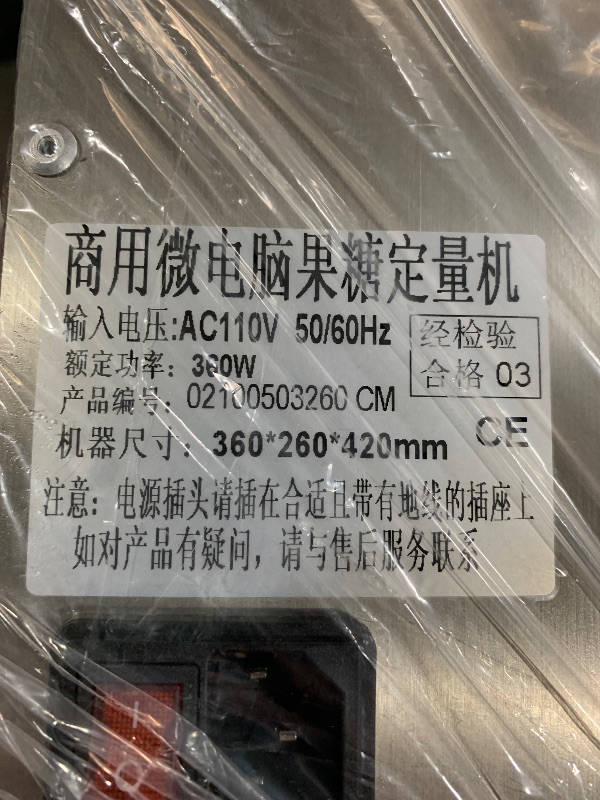 商用微电脑果糖定量机
输入电压:AC110V 50/60Hz
额定功率：360W
产品编号：02100503260 CM
经检验
合格 03
机器尺寸：360*260*420mm
CE
注意：电源插头请插在合适且带有地线的插座上
如对产品有疑问，请与售后服务联系